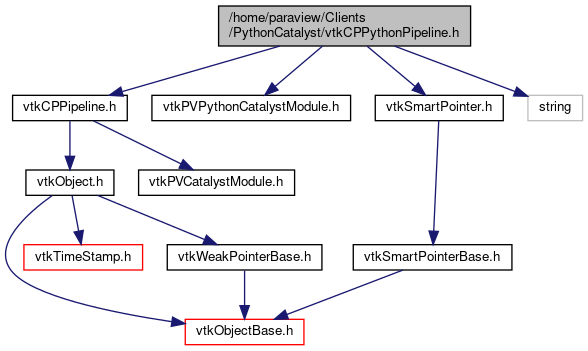 /home/paraview/Clients
/PythonCatalyst/vtkCPPythonPipeline.h
vtkCPPipeline.h
vtkPVPythonCatalystModule.h
vtkSmartPointer.h
string
vtkObject.h
vtkPVCatalystModule.h
vtkTimeStamp.h
vtkWeakPointerBase.h
vtkSmartPointerBase.h
vtkObjectBase.h